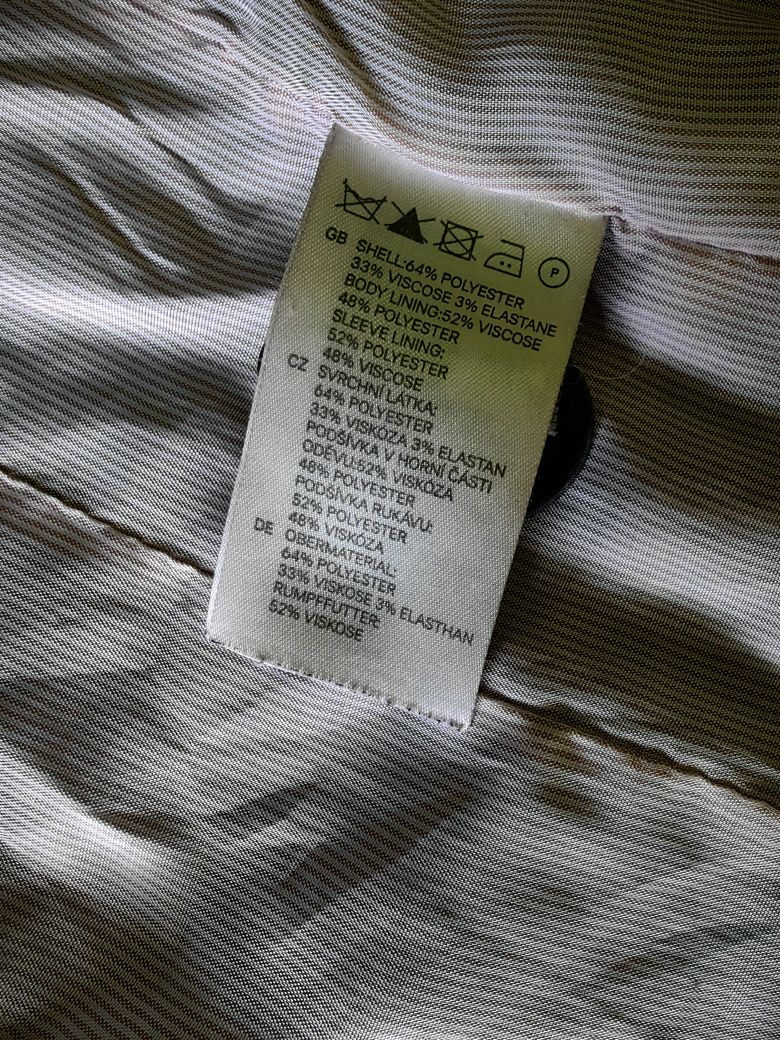 P
GB SHELL:64% POLYESTER
33% VISCOSE 3% ELASTANE
BODY LINING:52% VISCOSE
48% POLYESTER
SLEEVE LINING:
52% POLYESTER
48% VISCOSE
CZ SVRCHNÍ LÁTKA:
64% POLYESTER
33% VISKÓZA 3% ELASTAN
PODŠÍVKA V HORNÍ ČÁSTI
ODĚVU:52% VISKÓZA
48% POLYESTER
PODŠÍVKA RUKÁVU:
52% POLYESTER
48% VISKÓZA
DE OBERMATERIAL:
64% POLYESTER
33% VISKOSE 3% ELASTHAN
RUMPFFUTTER:
52% VISKOSE